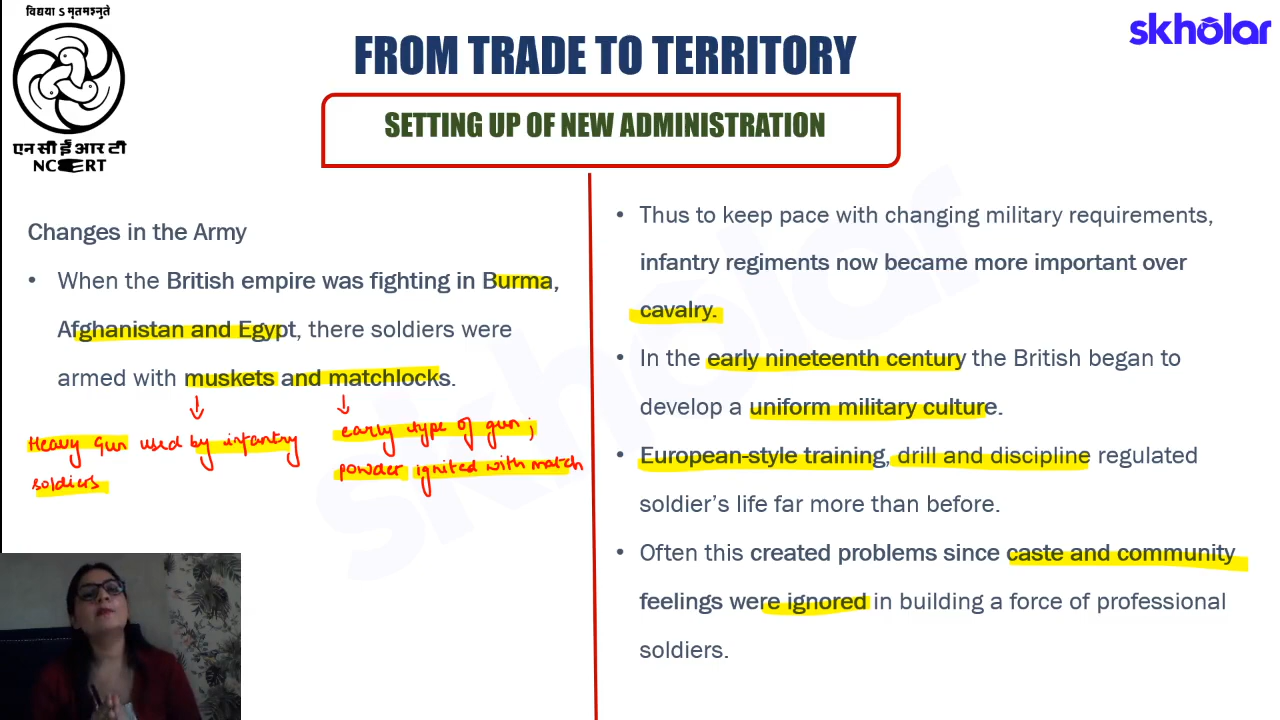 विद्यया ऽ मृतमश्नुते
एन सी ई आर टी
NCERT
skholar
FROM TRADE TO TERRITORY
SETTING UP OF NEW ADMINISTRATION
Changes in the Army
• When the British empire was fighting in Burma,
Afghanistan and Egypt, there soldiers were
armed with muskets and matchlocks.
Heavy Gun used by infantry
soldiers
early type of gun;
powder ignited with match
• Thus to keep pace with changing military requirements,
infantry regiments now became more important over
cavalry.
• In the early nineteenth century the British began to
develop a uniform military culture.
• European-style training, drill and discipline regulated
soldier’s life far more than before.
• Often this created problems since caste and community
feelings were ignored in building a force of professional
soldiers.
skholar